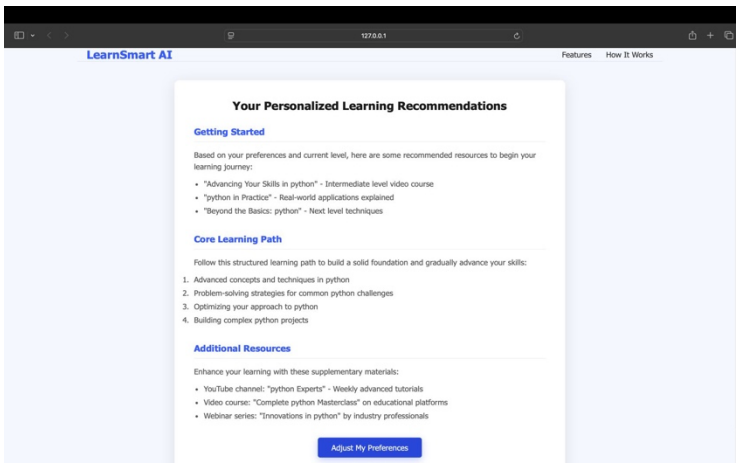 127.0.0.1
LearnSmart AI
Features How It Works
Your Personalized Learning Recommendations
Getting Started
Based on your preferences and current level, here are some recommended resources to begin your
learning journey:
• "Advancing Your Skills in python" - Intermediate level video course
• "python in Practice" - Real-world applications explained
• "Beyond the Basics: python" - Next level techniques
Core Learning Path
Follow this structured learning path to build a solid foundation and gradually advance your skills:
1. Advanced concepts and techniques in python
2. Problem-solving strategies for common python challenges
3. Optimizing your approach to python
4. Building complex python projects
Additional Resources
Enhance your learning with these supplementary materials:
• YouTube channel: "python Experts" - Weekly advanced tutorials
• Video course: "Complete python Masterclass" on educational platforms
• Webinar series: "Innovations in python" by industry professionals
Adjust My Preferences